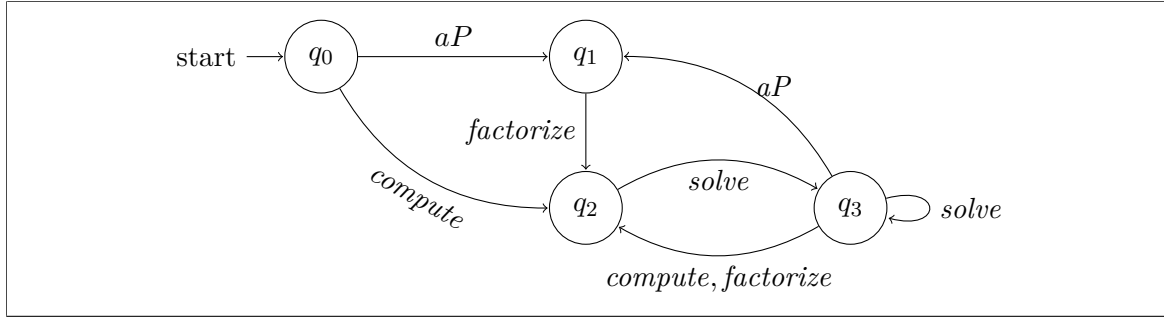 start
q0
aP
q1
aP
factorize
compute
q2
solve
q3
solve
compute, factorize